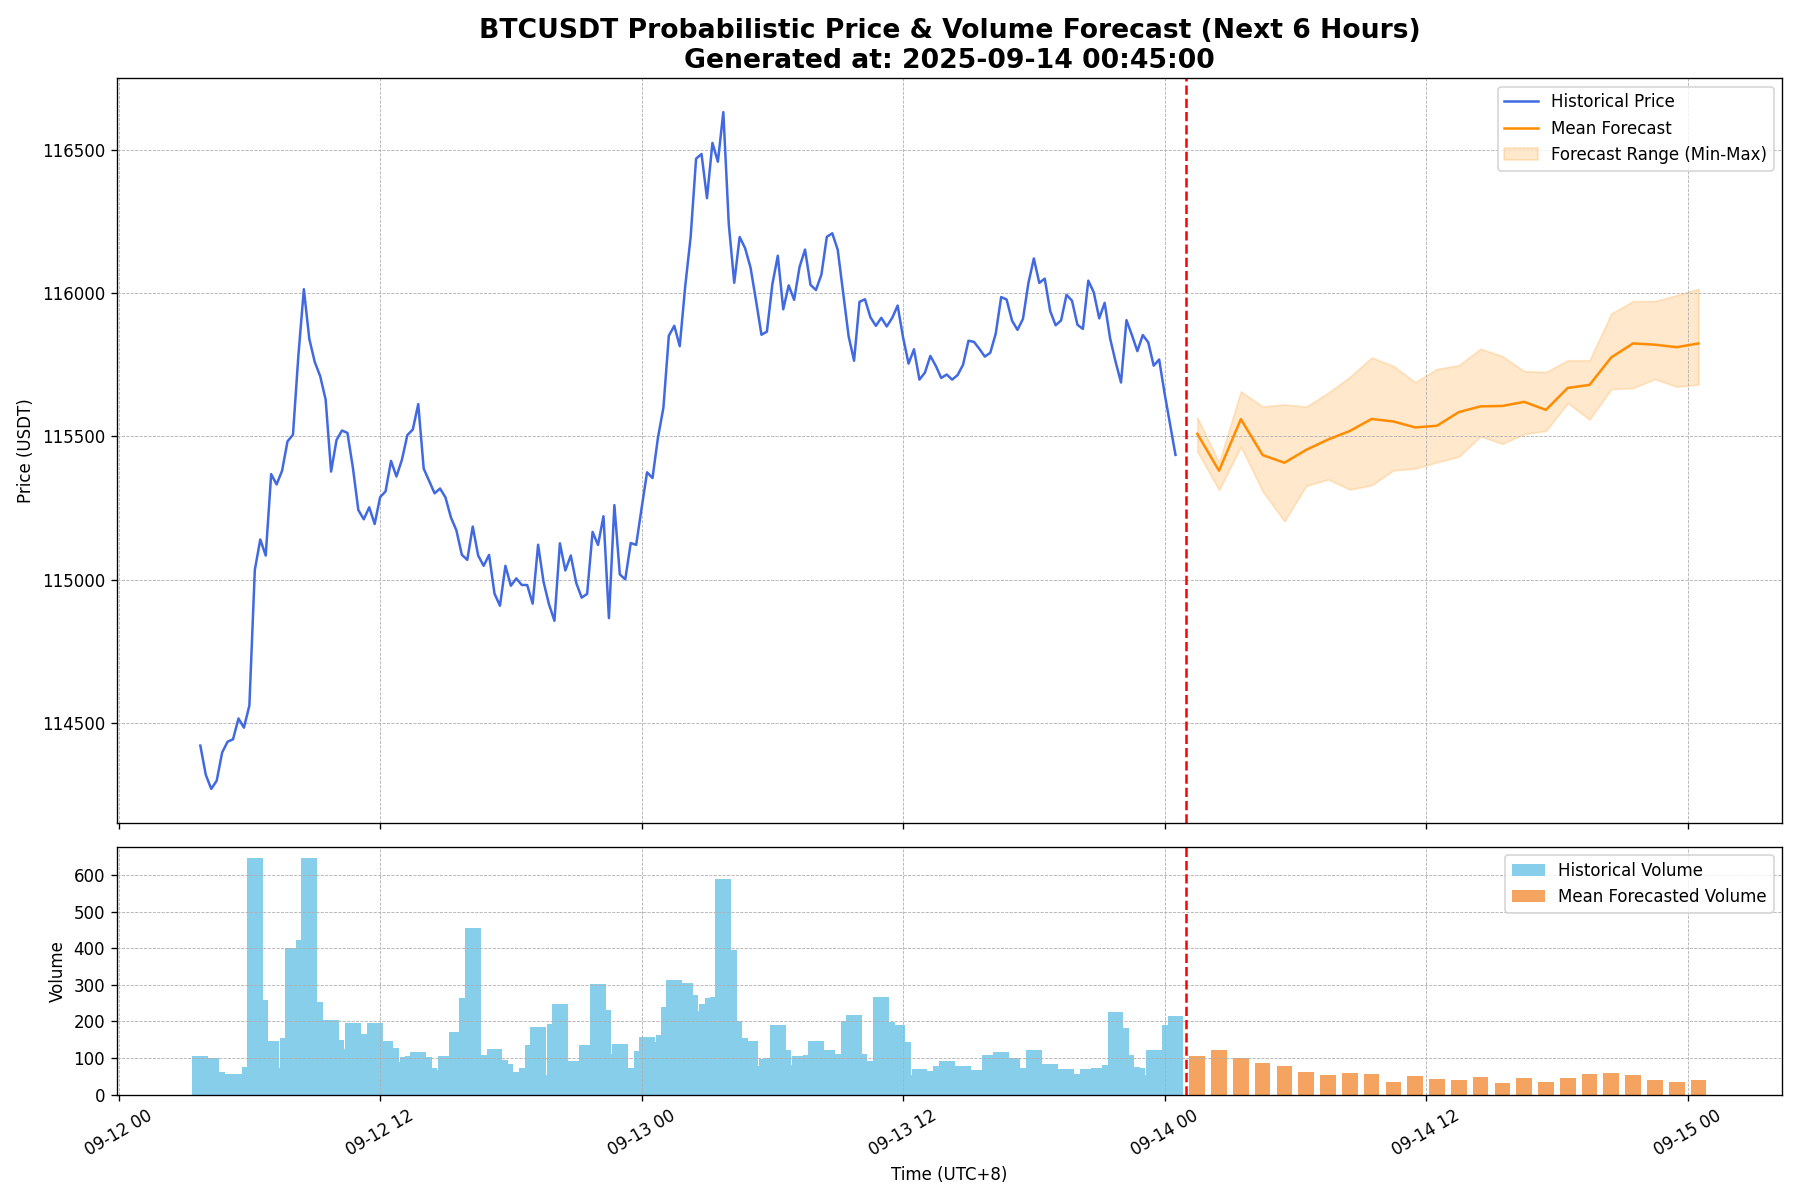 BTCUSDT Probabilistic Price & Volume Forecast (Next 6 Hours)
Generated at: 2025-09-14 00:45:00
Historical Price
Mean Forecast
Forecast Range (Min-Max)
116500
116000
115500
115000
114500
Price (USDT)
Historical Volume
Mean Forecasted Volume
600
500
400
300
200
100
0
Volume
09-12 00
09-12 12
09-13 00
09-13 12
09-14 00
09-14 12
09-15 00
Time (UTC+8)